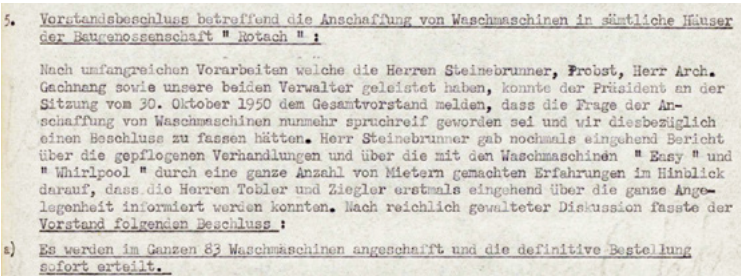 5. Vorstandsbeschluss betreffend die Anschaffung von Waschmaschinen in sämtliche Häuser
der Baugenossenschaft " Rotach " :
Nach umfangreichen Vorarbeiten welche die Herren Steinebrunner, Probst, Herr Arch.
Gachnang sowie unsere beiden Verwalter geleistet haben, konnte der Präsident an der
Sitzung vom 30. Oktober 1950 dem Gesamtvorstand melden, dass die Frage der An-
schaffung von Waschmaschinen nunmehr spruchreif geworden sei und wir diesbezüglich
einen Beschluss zu fassen hätten. Herr Steinebrunner gab nochmals eingehend Bericht
über die gepflogenen Verhandlungen und über die mit den Waschmaschinen " Easy " und
" Whirlpool " durch eine ganze Anzahl von Mietern gemachten Erfahrungen im Hinblick
darauf, dass die Herren Tobler und Ziegler erstmals eingehend über die ganze Ange-
legenheit informiert werden konnten. Nach reichlich gewalteter Diskussion fasste der
Vorstand folgenden Beschluss :
a) Es werden im Ganzen 83 Waschmaschinen angeschafft und die definitive Bestellung
sofort erteilt.